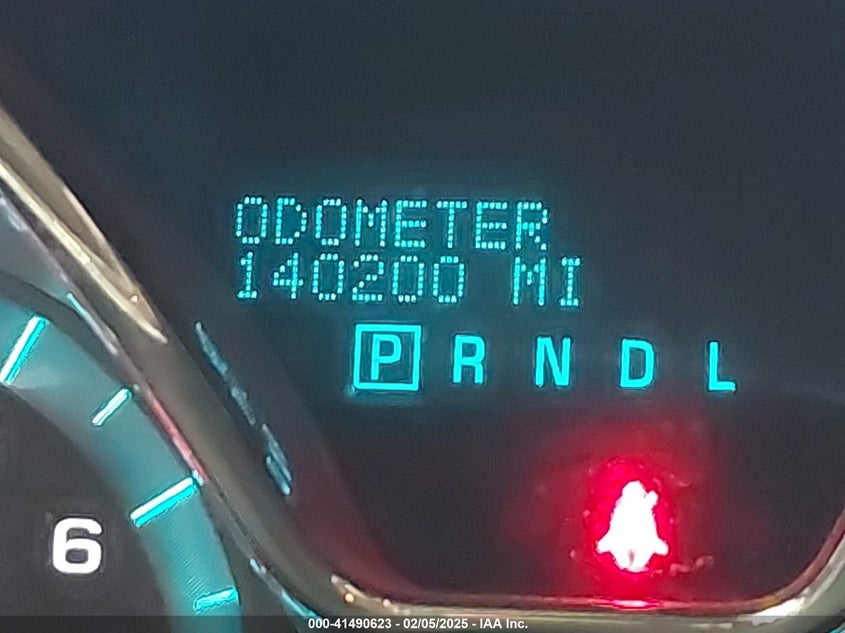 ODOMETER
140200 MI
P R N D L
6
000-41490623 - 02/05/2025 - IAA Inc.